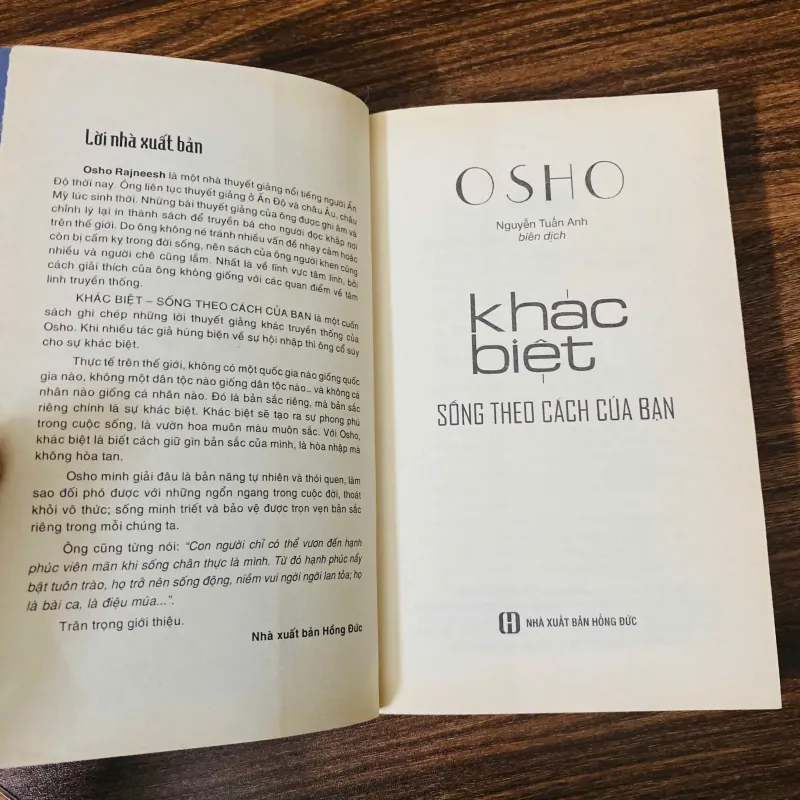 Lời nhà xuất bản
Osho Rajneesh là một nhà thuyết giảng nổi tiếng người Ấn
Độ thời nay. Ông liên tục thuyết giảng ở Ấn Độ và châu Âu, châu
Mỹ lúc sinh thời. Những bài thuyết giảng của ông được ghi âm và
chỉnh lý lại in thành sách để truyền bá cho người đọc khắp nơi
trên thế giới. Do ông không né tránh nhiều vấn đề nhạy cảm hoặc
còn bị cấm kỵ trong đời sống, nên sách của ông người khen cũng
nhiều và người chê cũng lắm. Nhất là về lĩnh vực tâm linh, bởi
cách giải thích của ông không giống với các quan điểm về tâm
linh truyền thống.
KHÁC BIỆT – SỐNG THEO CÁCH CỦA BẠN là một cuốn
sách ghi chép những lời thuyết giảng khác truyền thống của
Osho. Khi nhiều tác giả hùng biện về sự hội nhập thì ông cổ súy
cho sự khác biệt.
Thực tế trên thế giới, không có một quốc gia nào giống quốc
gia nào, không một dân tộc nào giống dân tộc nào... và không cá
nhân nào giống cá nhân nào. Đó là bản sắc riêng, mà bản sắc
riêng chính là sự khác biệt. Khác biệt sẽ tạo ra sự phong phú
trong cuộc sống, là vườn hoa muôn màu muôn sắc. Với Osho,
khác biệt là biết cách giữ gìn bản sắc của mình, là hòa nhập mà
không hòa tan.
Osho minh giải đâu là bản năng tự nhiên và thói quen, làm
sao đối phó được với những ngổn ngang trong cuộc đời, thoát
khỏi vô thức; sống minh triết và bảo vệ được trọn vẹn bản sắc
riêng trong mỗi chúng ta.
Ông cũng từng nói: “Con người chỉ có thể vươn đến hạnh
phúc viên mãn khi sống chân thực là mình. Từ đó hạnh phúc nẩy
bật tuôn trào, họ trở nên sống động, niềm vui ngời ngời lan tỏa; họ
là bài ca, là điệu múa...”.
Trân trọng giới thiệu.
Nhà xuất bản Hồng Đức
OSHO
Nguyễn Tuấn Anh
biên dịch
khác
biệt
SỐNG THEO CÁCH CỦA BẠN
NHÀ XUẤT BẢN HỒNG ĐỨC